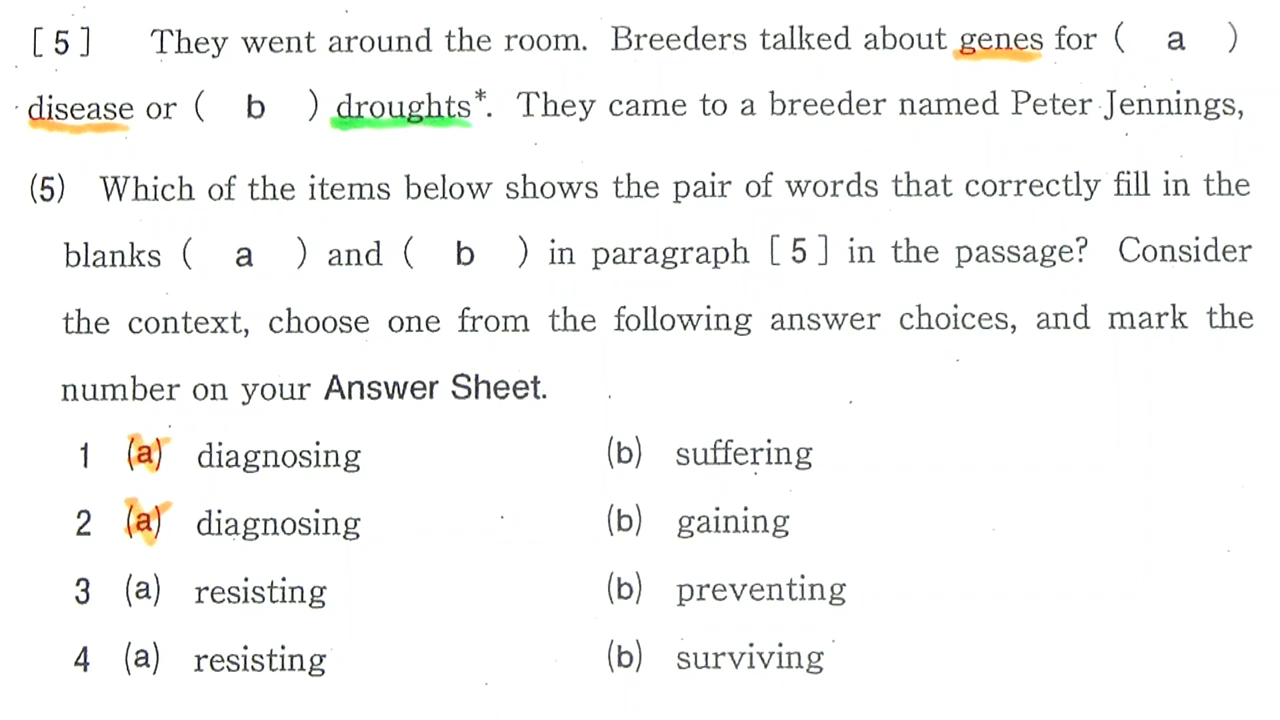 [5] They went around the room. Breeders talked about genes for ( a )
disease or ( b ) droughts*. They came to a breeder named Peter Jennings,
(5) Which of the items below shows the pair of words that correctly fill in the
blanks ( a ) and ( b ) in paragraph [5] in the passage? Consider
the context, choose one from the following answer choices, and mark the
number on your Answer Sheet.
1 (a) diagnosing (b) suffering
2 (a) diagnosing (b) gaining
3 (a) resisting (b) preventing
4 (a) resisting (b) surviving